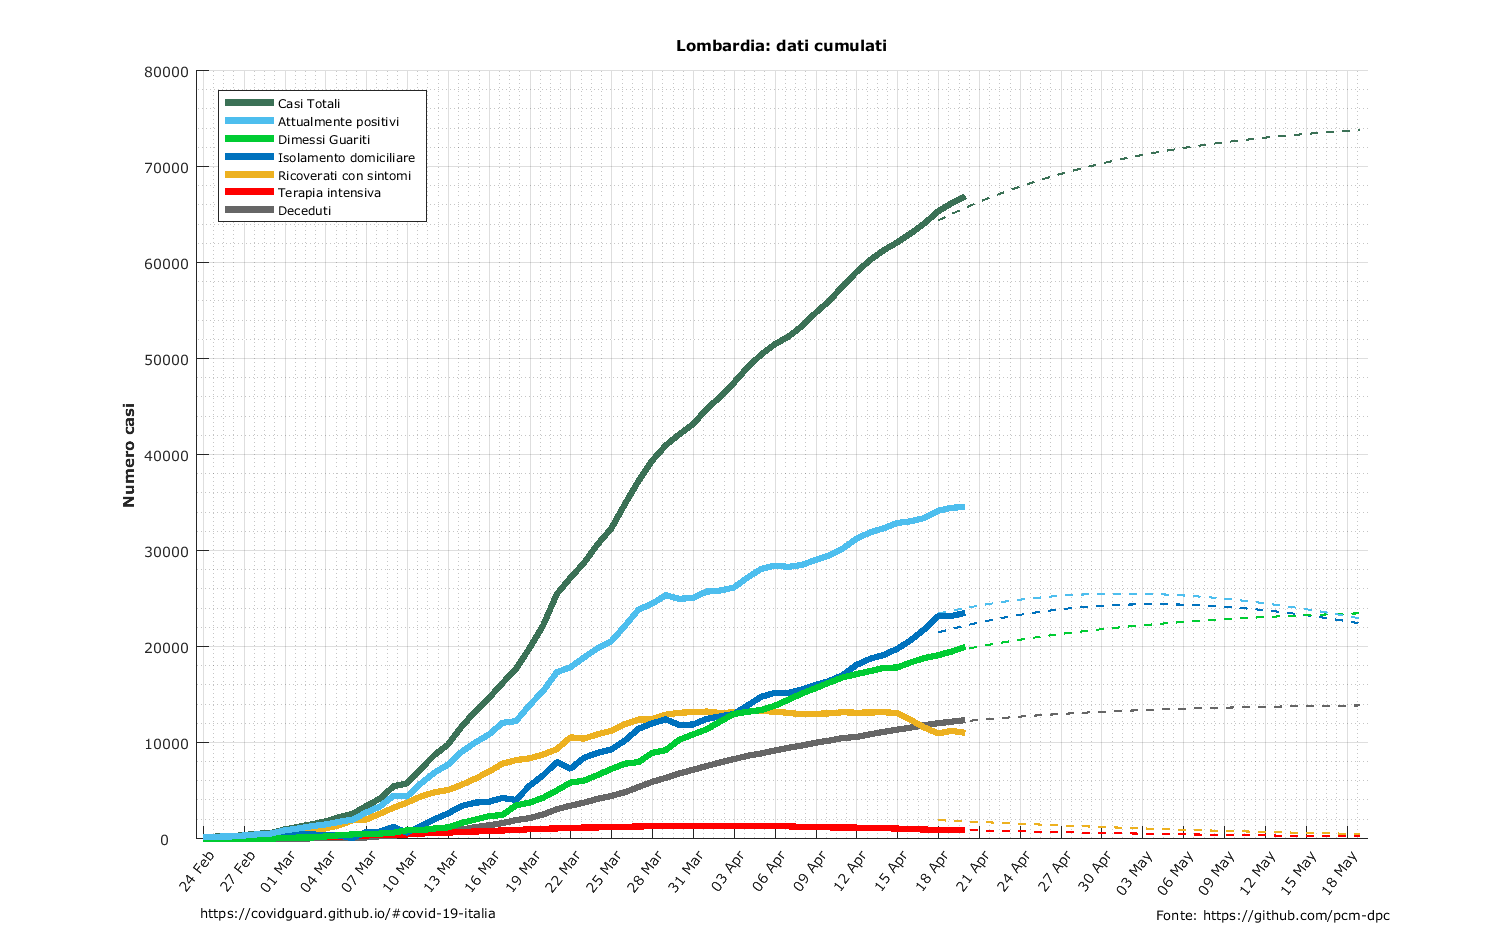 Lombardia: dati cumulati
80000
70000
60000
50000
40000
30000
20000
10000
0
Numero casi
Casi Totali
Attualmente positivi
Dimessi Guariti
Isolamento domiciliare
Ricoverati con sintomi
Terapia intensiva
Deceduti
24 Feb
27 Feb
01 Mar
04 Mar
07 Mar
10 Mar
13 Mar
16 Mar
19 Mar
22 Mar
25 Mar
28 Mar
31 Mar
03 Apr
06 Apr
09 Apr
12 Apr
15 Apr
18 Apr
21 Apr
24 Apr
27 Apr
30 Apr
03 May
06 May
09 May
12 May
15 May
18 May
https://covidguard.github.io/#covid-19-italia
Fonte: https://github.com/pcm-dpc